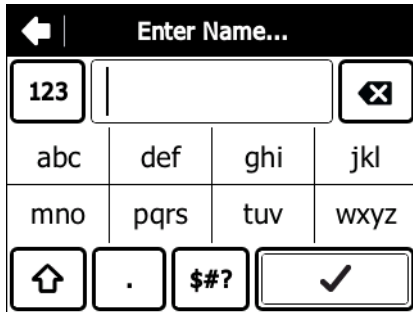 Enter Name...
123
abc def ghi jkl
mno pqrs tuv wxyz
. $#?